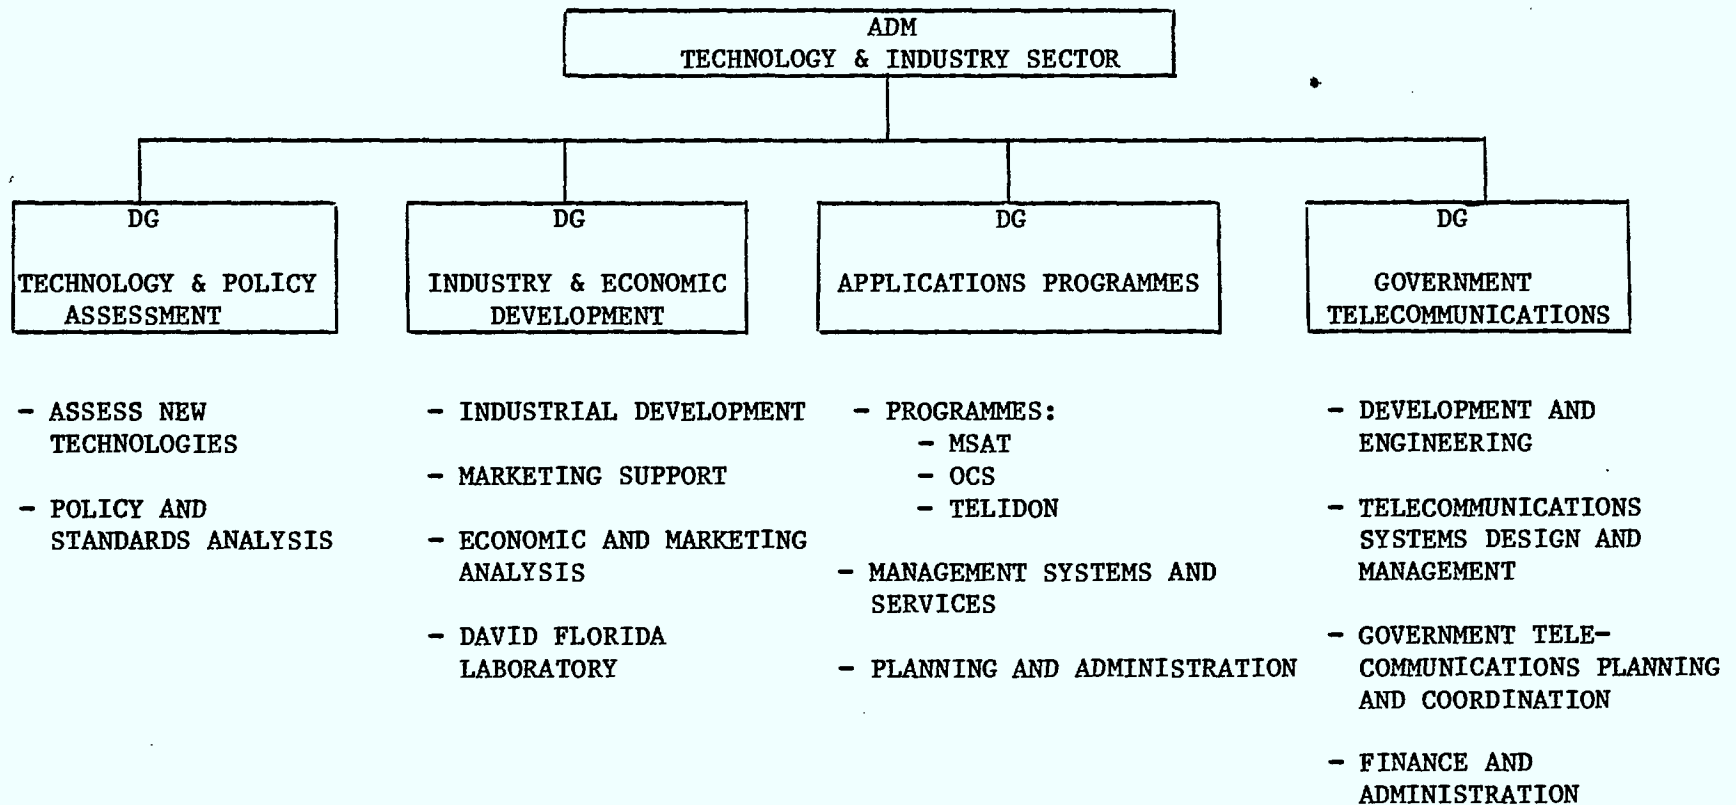 ADM
TECHNOLOGY & INDUSTRY SECTOR
DG
TECHNOLOGY & POLICY
ASSESSMENT
DG
INDUSTRY & ECONOMIC
DEVELOPMENT
DG
APPLICATIONS PROGRAMMES
DG
GOVERNMENT
TELECOMMUNICATIONS
- ASSESS NEW
TECHNOLOGIES
- POLICY AND
STANDARDS ANALYSIS
- INDUSTRIAL DEVELOPMENT
- MARKETING SUPPORT
- ECONOMIC AND MARKETING
ANALYSIS
- DAVID FLORIDA
LABORATORY
- PROGRAMMES:
- MSAT
- OCS
- TELIDON
- MANAGEMENT SYSTEMS AND
SERVICES
- PLANNING AND ADMINISTRATION
- DEVELOPMENT AND
ENGINEERING
- TELECOMMUNICATIONS
SYSTEMS DESIGN AND
MANAGEMENT
- GOVERNMENT TELE-
COMMUNICATIONS PLANNING
AND COORDINATION
- FINANCE AND
ADMINISTRATION